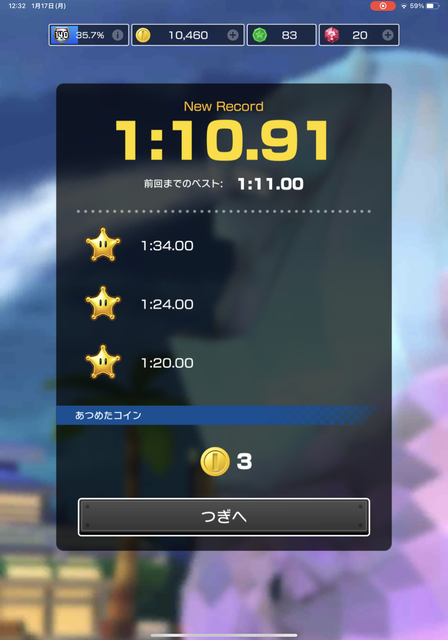 12:32 1月17日(月) 59%
35.7% 10,460 83 20
New Record
1:10.91
前回までのベスト: 1:11.00
1:34.00
1:24.00
1:20.00
あつめたコイン
3
つぎへ